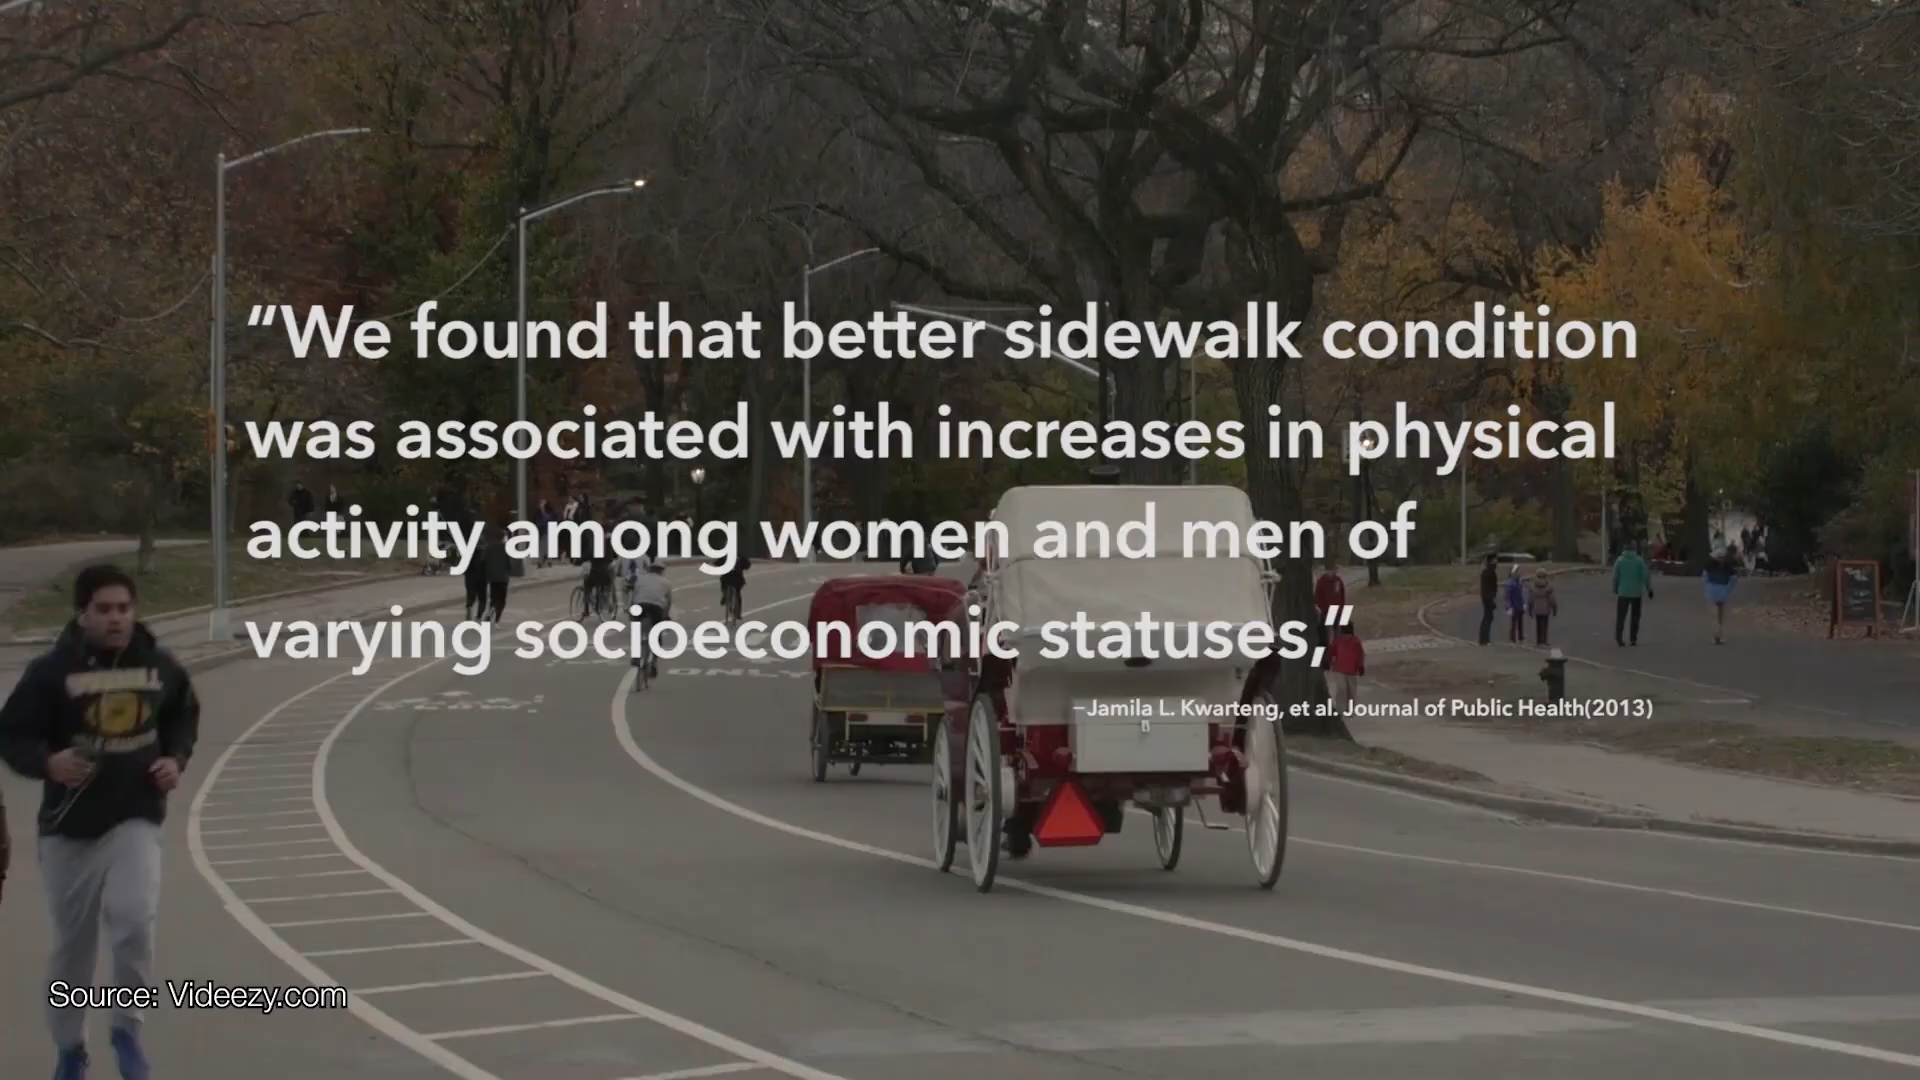 “We found that better sidewalk condition
was associated with increases in physical
activity among women and men of
varying socioeconomic statuses,”
–Jamila L. Kwarteng, et al. Journal of Public Health(2013)
ONLY
Source: Videezy.com